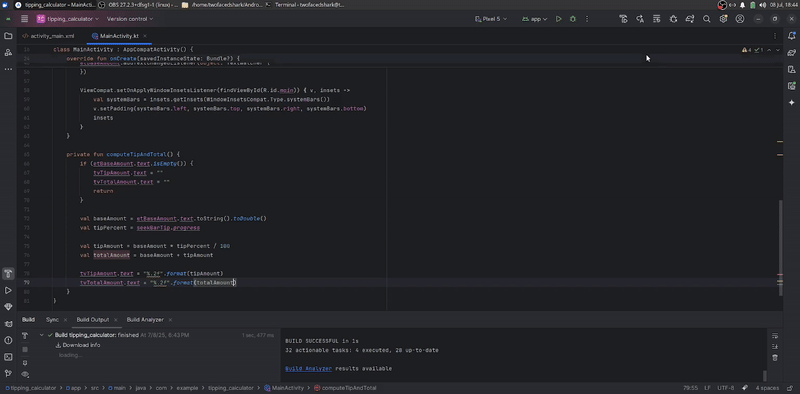 tipping_calculator – MainActi...
OBS 27.2.5+dfsg1-1 (linux) - ...
twofacedshark@:~/Andro...
Terminal - twofacedshark@...
08 Jul, 18:44
tipping_calculator
Version control
Pixel 5
app
activity_main.xml
MainActivity.kt
class MainActivity : AppCompatActivity() {
override fun onCreate(savedInstanceState: Bundle?) {
4 1
})
ViewCompat.setOnApplyWindowInsetsListener(findViewById(R.id.main)) { v, insets ->
val systemBars = insets.getInsets(WindowInsetsCompat.Type.systemBars())
v.setPadding(systemBars.left, systemBars.top, systemBars.right, systemBars.bottom)
insets
}
}
private fun computeTipAndTotal() {
if (etBaseAmount.text.isEmpty()) {
tvTipAmount.text = ""
tvTotalAmount.text = ""
return
}
val baseAmount = etBaseAmount.text.toString().toDouble()
val tipPercent = seekBarTip.progress
val tipAmount = baseAmount * tipPercent / 100
val totalAmount = baseAmount + tipAmount
tvTipAmount.text = "%.2f".format(tipAmount)
79 tvTotalAmount.text = "%.2f".format(totalAmount)
}
}
Build Sync Build Output Build Analyzer
Build tipping_calculator: finished At 7/8/25, 6:43 PM 1 sec, 477 ms
Download info
loading...
BUILD SUCCESSFUL in 1s
32 actionable tasks: 4 executed, 28 up-to-date
Build Analyzer results available
tipping_calculator > app > src > main > java > com > example > tipping_calculator > MainActivity > computeTipAndTotal
79:55 LF UTF-8 4 spaces